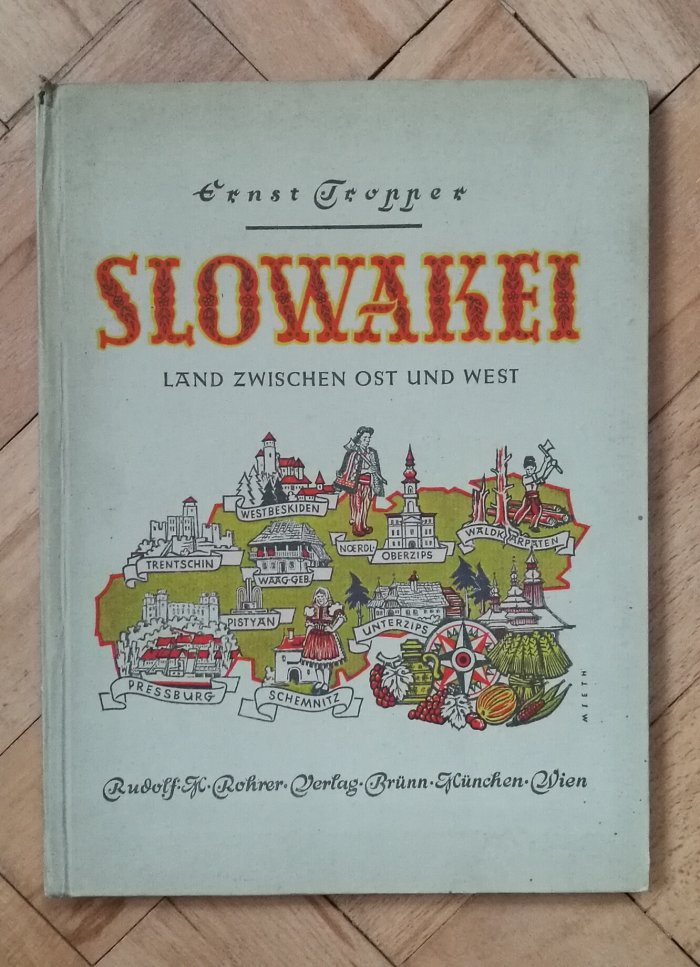 Ernst Tropper
SLOWAKEI
LAND ZWISCHEN OST UND WEST
WESTBESKIDEN
NŒRDL. OBERZIPS
WALDKARPATEN
TRENTSCHIN
WAAG-GEB.
PISTYAN
UNTERZIPS
PRESSBURG
SCHEMNITZ
MIETH
Rudolf·M·Rohrer·Verlag·Brünn·München·Wien